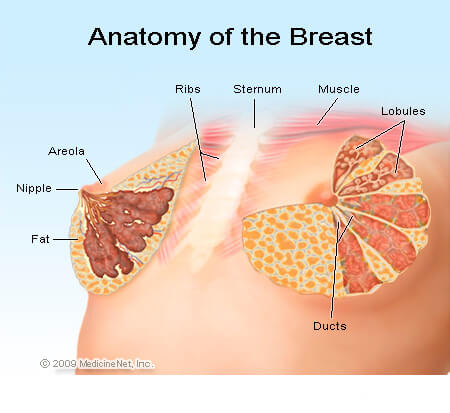 Anatomy of the Breast
Ribs
Sternum
Muscle
Lobules
Areola
Nipple
Fat
Ducts
© 2009 MedicineNet, Inc.